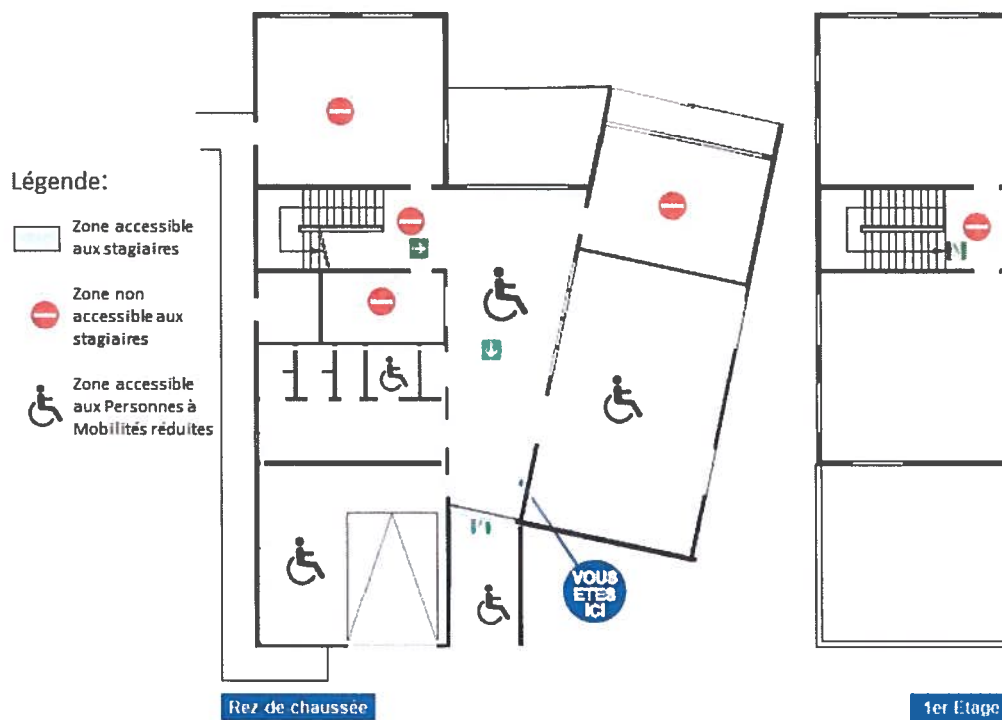 Légende:
Zone accessible
aux stagiaires
Zone non
accessible aux
stagiaires
Zone accessible
aux Personnes à
Mobilités réduites
VOUS
ETES
ICI
Rez de chaussée
1er Etage